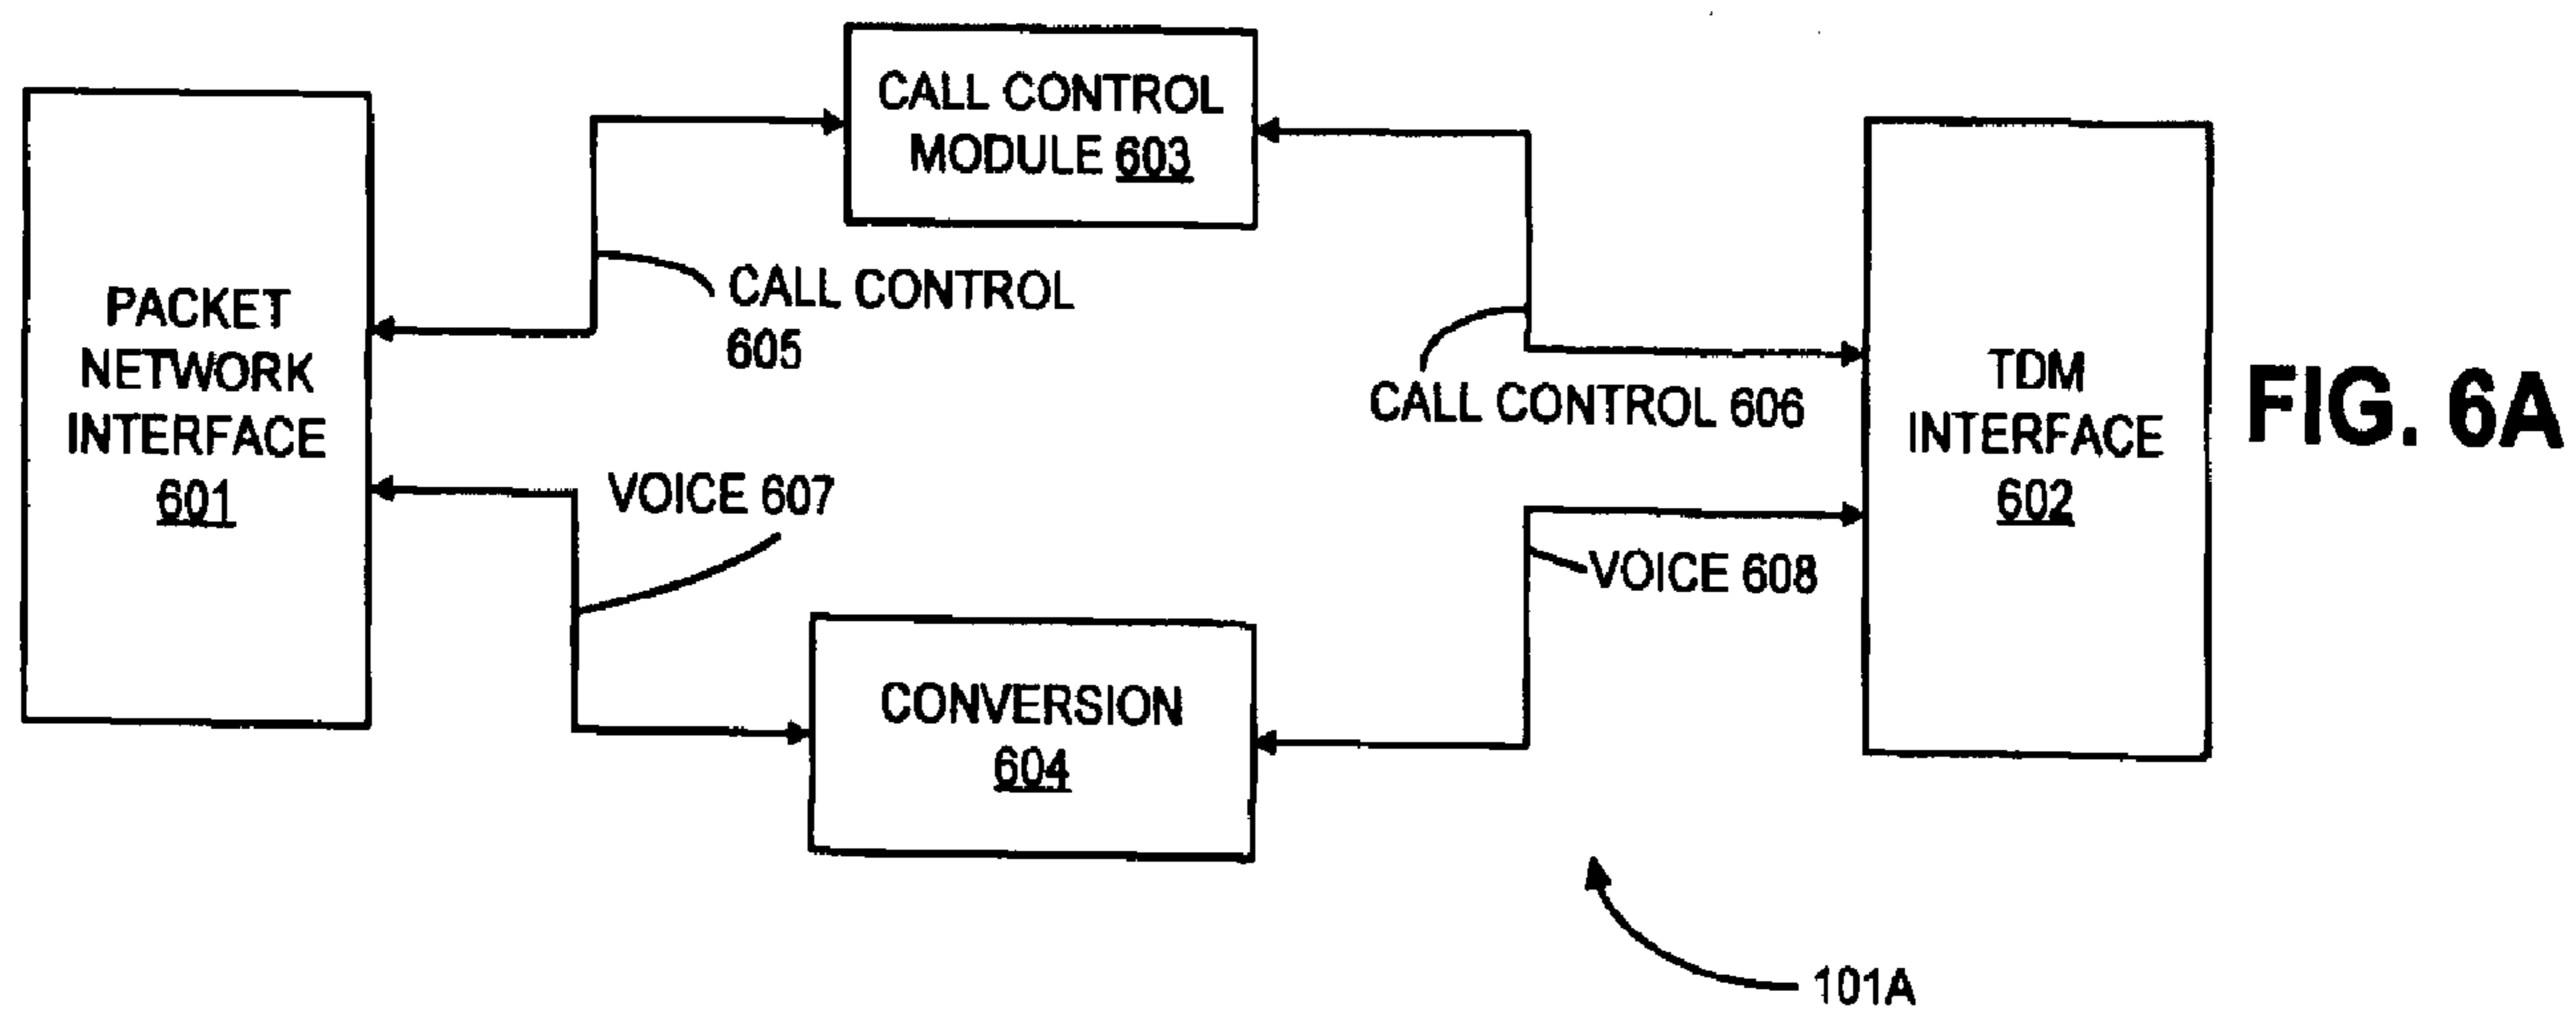 CALL CONTROL
MODULE 603
PACKET
NETWORK
INTERFACE
601
CALL CONTROL
605
TDM
INTERFACE
602
CALL CONTROL 606
FIG. 6A
VOICE 607
VOICE 608
CONVERSION
604
101A